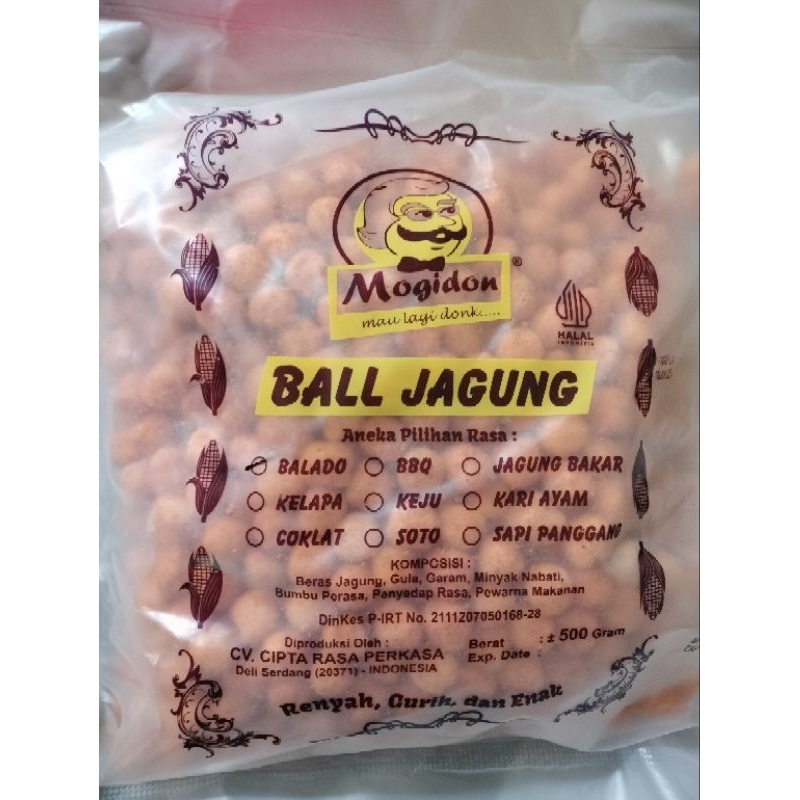 Mogidon®
mau lagi donk.....
HALAL
INDONESIA
BALL JAGUNG
Aneka Pilihan Rasa :
BALADO BBQ JAGUNG BAKAR
KELAPA KEJU KARI AYAM
COKLAT SOTO SAPI PANGGANG
KOMPOSISI :
Beras Jagung, Gula, Garam, Minyak Nabati,
Bumbu Perasa, Penyedap Rasa, Pewarna Makanan
DinKes P-IRT No. 2111207050168-28
Diproduksi Oleh :
CV. CIPTA RASA PERKASA
Deli Serdang (20371) - INDONESIA
Berat : ± 500 Gram
Exp. Date :
Renyah, Gurih, dan Enak